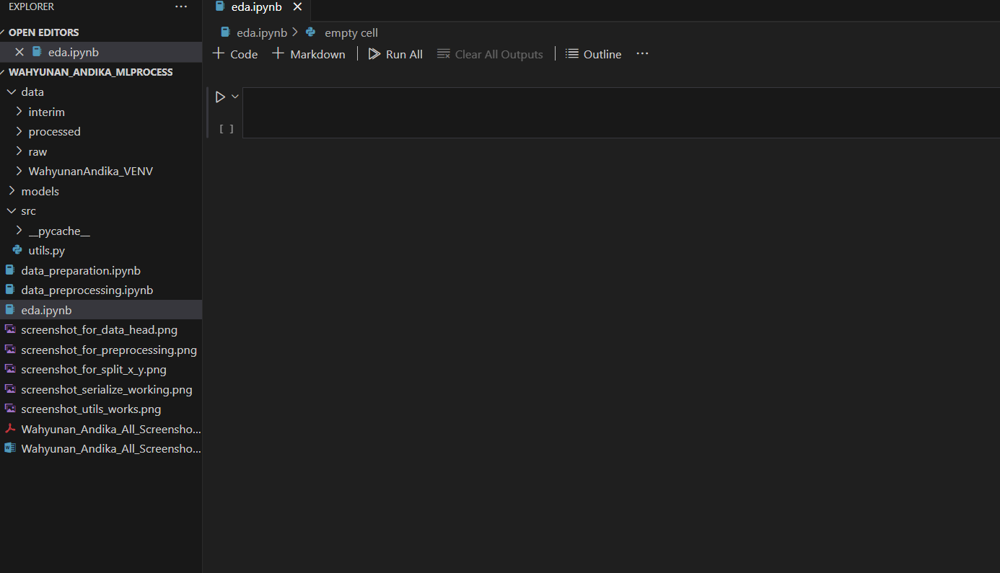 EXPLORER
OPEN EDITORS
eda.ipynb
WAHYUNAN_ANDIKA_MLPROCESS
data
interim
processed
raw
WahyunanAndika_VENV
models
src
__pycache__
utils.py
data_preparation.ipynb
data_preprocessing.ipynb
eda.ipynb
screenshot_for_data_head.png
screenshot_for_preprocessing.png
screenshot_for_split_x_y.png
screenshot_serialize_working.png
screenshot_utils_works.png
Wahyunan_Andika_All_Screensho...
Wahyunan_Andika_All_Screensho...
eda.ipynb
eda.ipynb > empty cell
+ Code + Markdown Run All Clear All Outputs Outline ...
[ ]